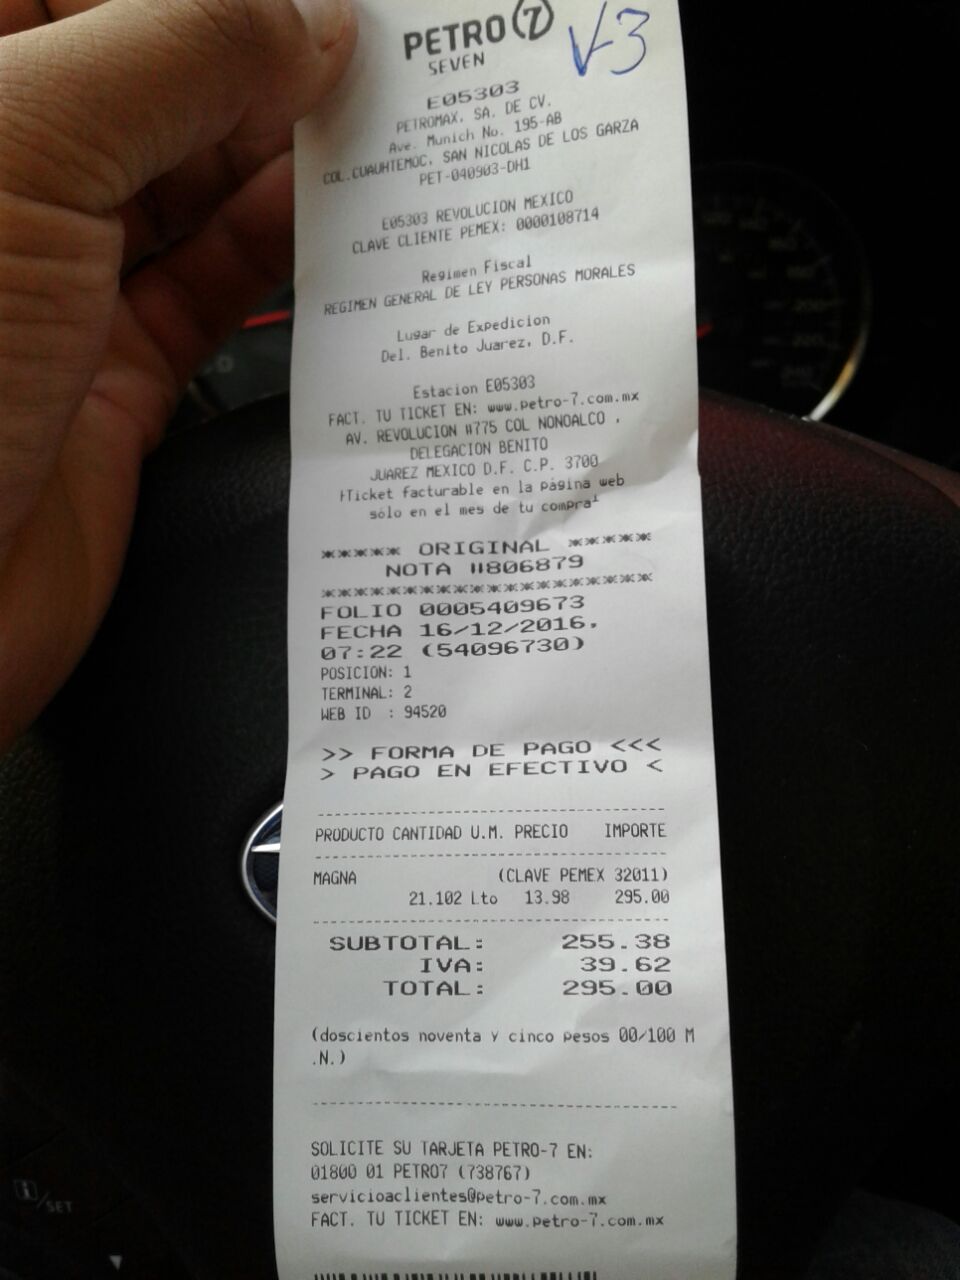 PETRO 7
SEVEN
V-3
E05303
PETROMAX, SA. DE CV.
Ave. Munich No. 195-AB
COL.CUAUHTEMOC, SAN NICOLAS DE LOS GARZA
PET-040903-DH1
E05303 REVOLUCION MEXICO
CLAVE CLIENTE PEMEX: 0000108714
Regimen Fiscal
REGIMEN GENERAL DE LEY PERSONAS MORALES
Lugar de Expedicion
Del. Benito Juarez, D.F.
Estacion E05303
FACT. TU TICKET EN: www.petro-7.com.mx
AV. REVOLUCION #775 COL NONOALCO ,
DELEGACION BENITO
JUAREZ MEXICO D.F. C.P. 3700
Ticket facturable en la página web
sólo en el mes de tu compra
***** ORIGINAL *****
NOTA #806879
********************
FOLIO 0005409673
FECHA 16/12/2016,
07:22 (54096730)
POSICION: 1
TERMINAL: 2
WEB ID : 94520
>> FORMA DE PAGO <<<
> PAGO EN EFECTIVO <
PRODUCTO CANTIDAD U.M. PRECIO IMPORTE
MAGNA (CLAVE PEMEX 32011)
21.102 Lto 13.98 295.00
SUBTOTAL: 255.38
IVA: 39.62
TOTAL: 295.00
(doscientos noventa y cinco pesos 00/100 M
.N.)
SOLICITE SU TARJETA PETRO-7 EN:
01800 01 PETRO7 (738767)
servicioaclientes@petro-7.com.mx
FACT. TU TICKET EN: www.petro-7.com.mx
/SET